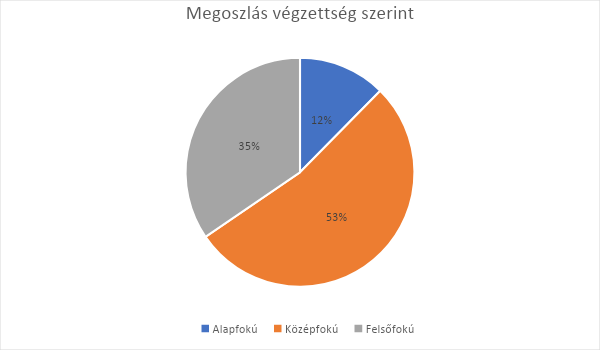 Megoszlás végzettség szerint
12%
35%
53%
Alapfokú Középfokú Felsőfokú